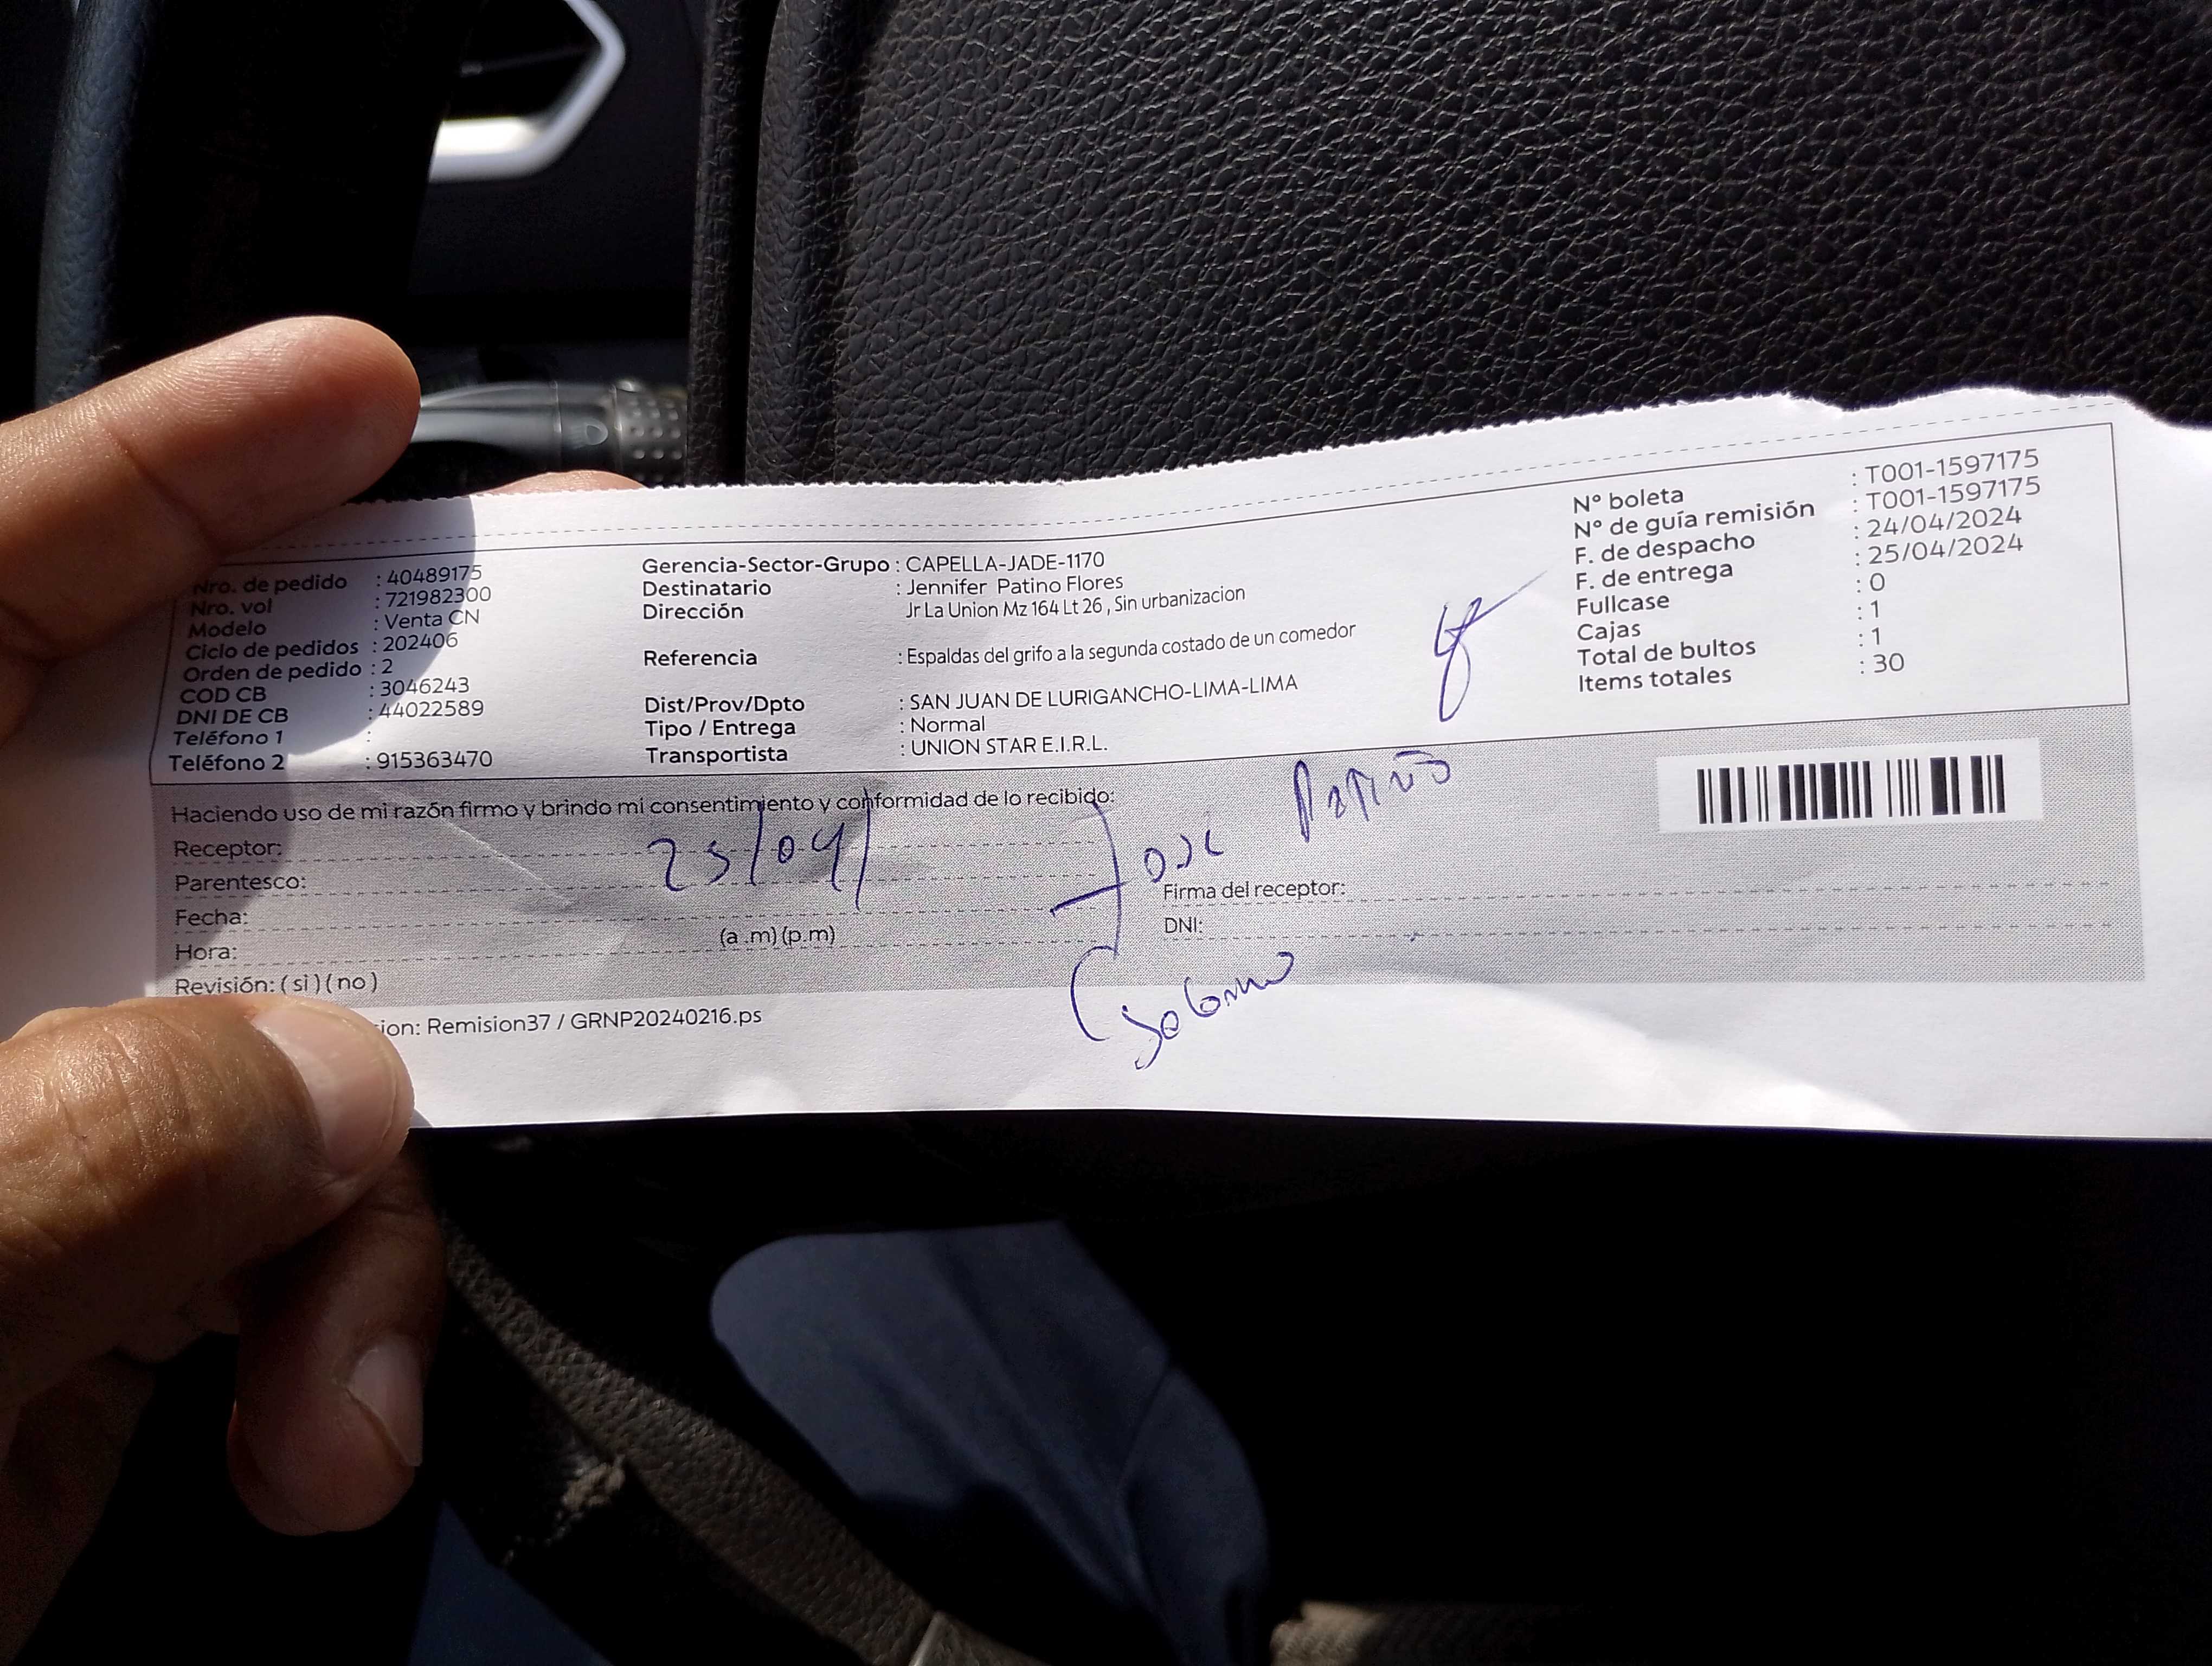 Nro. de pedido : 40489175
Nro. vol : 721982300
Modelo : Venta CN
Ciclo de pedidos : 202406
Orden de pedido : 2
COD CB : 3046243
DNI DE CB : 44022589
Teléfono 1 :
Teléfono 2 : 915363470
Gerencia-Sector-Grupo : CAPELLA-JADE-1170
Destinatario : Jennifer Patino Flores
Dirección Jr La Union Mz 164 Lt 26 , Sin urbanizacion
Referencia : Espaldas del grifo a la segunda costado de un comedor
Dist/Prov/Dpto : SAN JUAN DE LURIGANCHO-LIMA-LIMA
Tipo / Entrega : Normal
Transportista : UNION STAR E.I.R.L.
N° boleta : T001-1597175
N° de guía remisión : T001-1597175
F. de despacho : 24/04/2024
F. de entrega : 25/04/2024
Fullcase : 0
Cajas : 1
Total de bultos : 1
Items totales : 30
Haciendo uso de mi razón firmo y brindo mi consentimiento y conformidad de lo recibido:
Receptor:
Parentesco:
Fecha:
Hora: (a .m) (p.m)
Revisión: ( si ) ( no )
25/04/
Jose Patiño
Firma del receptor:
DNI:
ion: Remision37 / GRNP20240216.ps